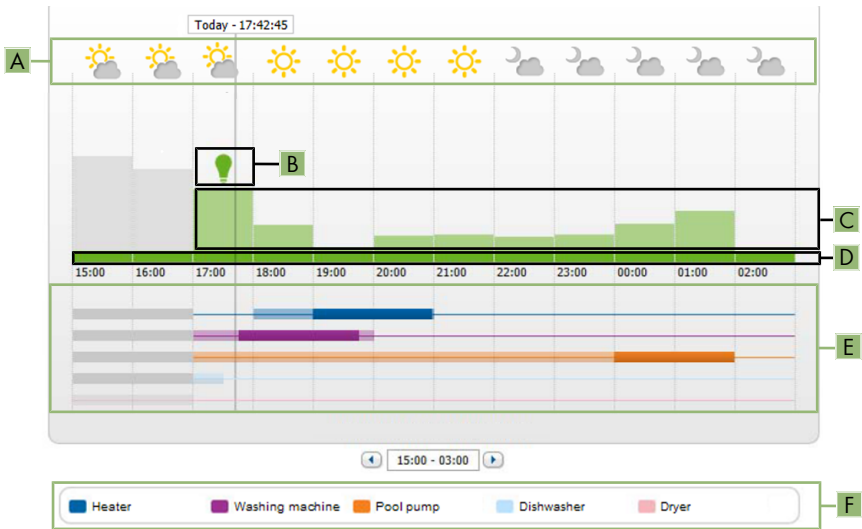 Today - 17:42:45
A
B
C
D
15:00 16:00 17:00 18:00 19:00 20:00 21:00 22:00 23:00 00:00 01:00 02:00
E
15:00 - 03:00
Heater Washing machine Pool pump Dishwasher Dryer
F